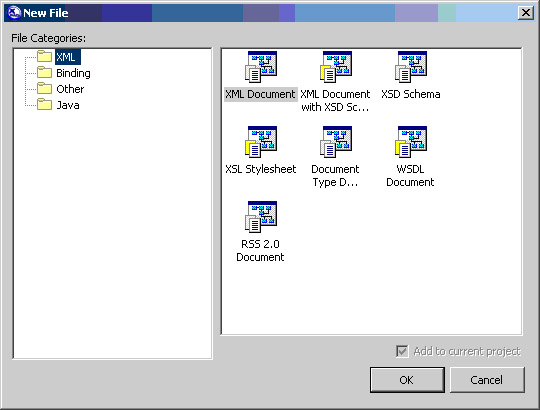 New File
File Categories:
XML
Binding
Other
Java
XML Document
XML Document
with XSD Sc...
XSD Schema
XSL Stylesheet
Document
Type D...
WSDL
Document
RSS 2.0
Document
Add to current project
OK
Cancel